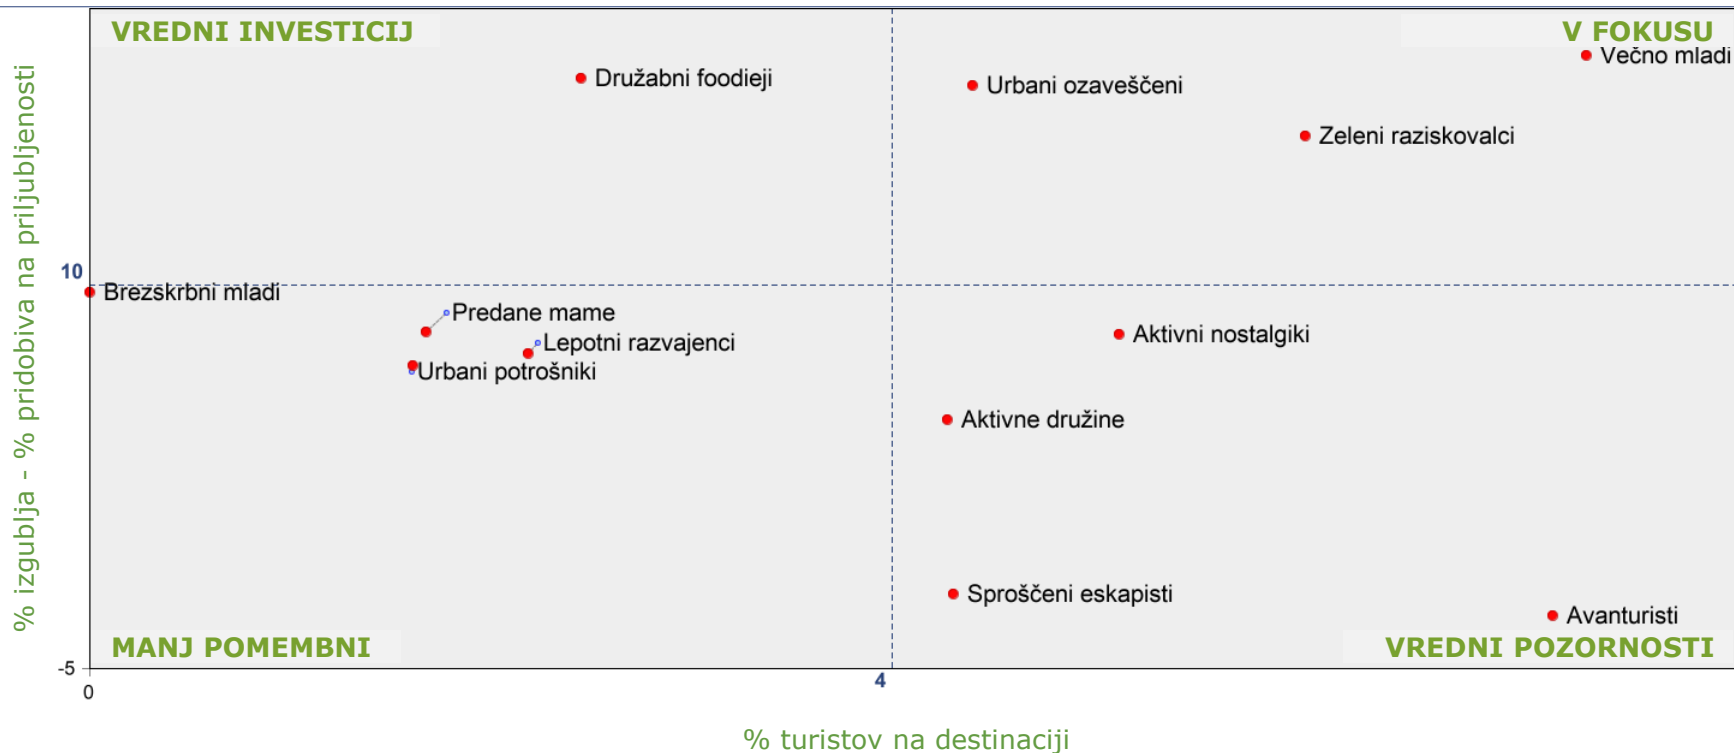 VREDNI INVESTICIJ
V FOKUSU
Večno mladi
Družabni foodieji
Urbani ozaveščeni
Zeleni raziskovalci
% izgublja - % pridobiva na priljubljenosti
10
Brezskrbni mladi
Predane mame
Lepotni razvajenci
Aktivni nostalgiki
Urbani potrošniki
Aktivne družine
Sproščeni eskapisti
Avanturisti
MANJ POMEMBNI
VREDNI POZORNOSTI
-5
0
4
% turistov na destinaciji